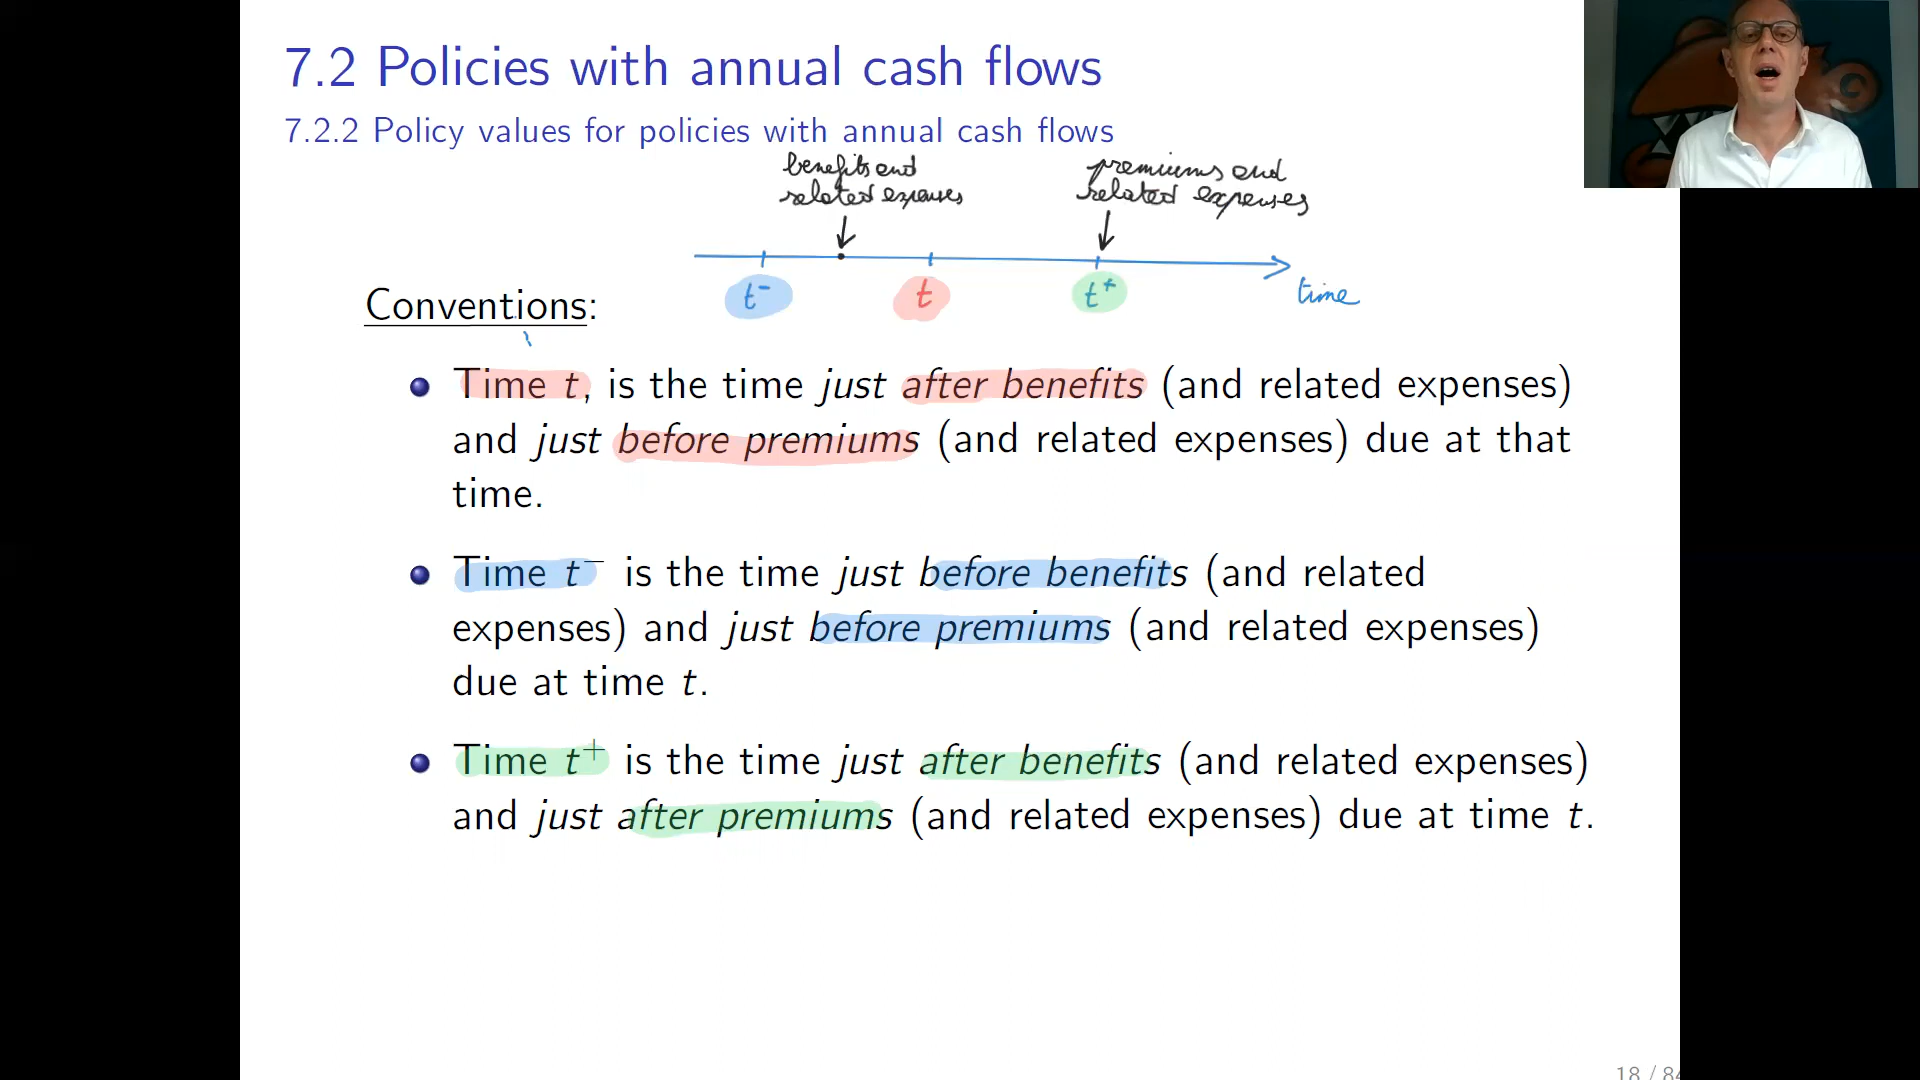 7.2 Policies with annual cash flows
7.2.2 Policy values for policies with annual cash flows
benefits and
related expenses
premiums and
related expenses
t⁻ t t⁺
time
Conventions:
Time t, is the time just after benefits (and related expenses)
and just before premiums (and related expenses) due at that
time.
Time t⁻ is the time just before benefits (and related
expenses) and just before premiums (and related expenses)
due at time t.
Time t⁺ is the time just after benefits (and related expenses)
and just after premiums (and related expenses) due at time t.
18 / 84